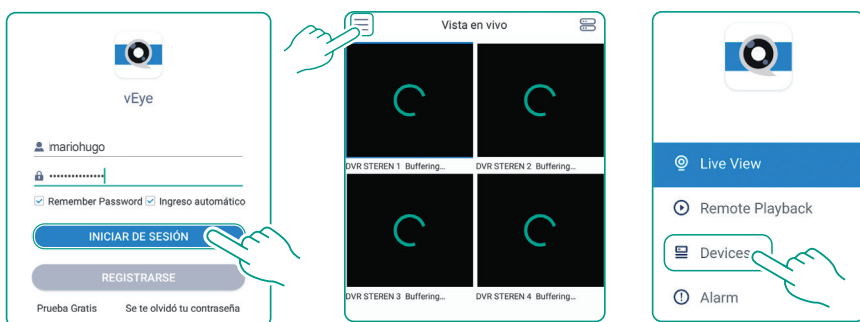 vEye
mariohugo
Remember Password Ingreso automático
INICIAR DE SESIÓN
REGISTRARSE
Prueba Gratis Se te olvidó tu contraseña
Vista en vivo
DVR STEREN 1 Buffering... DVR STEREN 2 Buffering...
DVR STEREN 3 Buffering... DVR STEREN 4 Buffering...
Live View
Remote Playback
Devices
Alarm